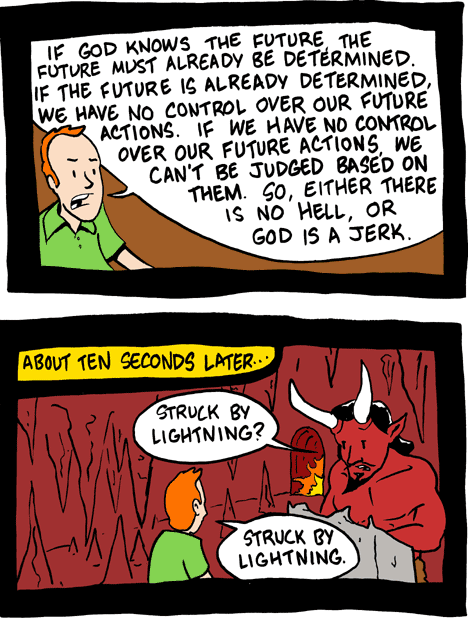 IF GOD KNOWS THE FUTURE, THE
FUTURE MUST ALREADY BE DETERMINED.
IF THE FUTURE IS ALREADY DETERMINED,
WE HAVE NO CONTROL OVER OUR FUTURE
ACTIONS. IF WE HAVE NO CONTROL
OVER OUR FUTURE ACTIONS, WE
CAN'T BE JUDGED BASED ON
THEM. SO, EITHER THERE
IS NO HELL, OR
GOD IS A JERK.
ABOUT TEN SECONDS LATER...
STRUCK BY
LIGHTNING?
STRUCK BY
LIGHTNING.